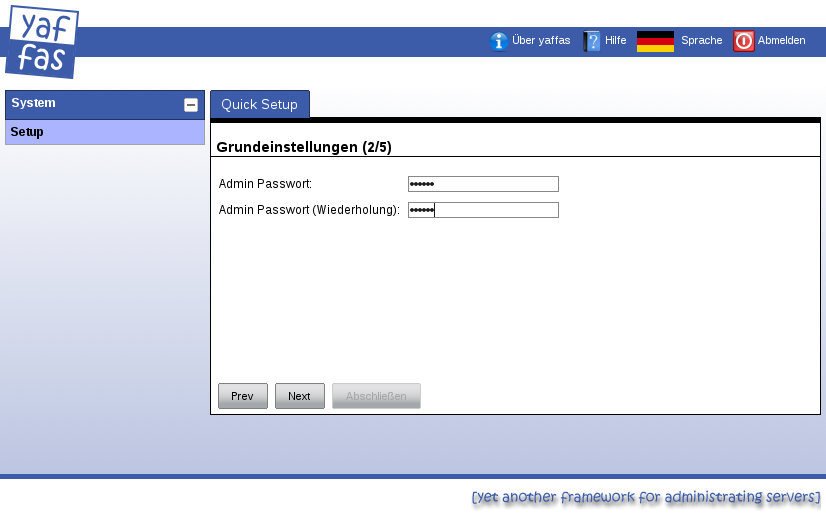 yaf
fas
Über yaffas Hilfe Sprache Abmelden
System
Setup
Quick Setup
Grundeinstellungen (2/5)
Admin Passwort: ••••••
Admin Passwort (Wiederholung): ••••••
Prev Next Abschließen
[yet another framework for administrating servers]